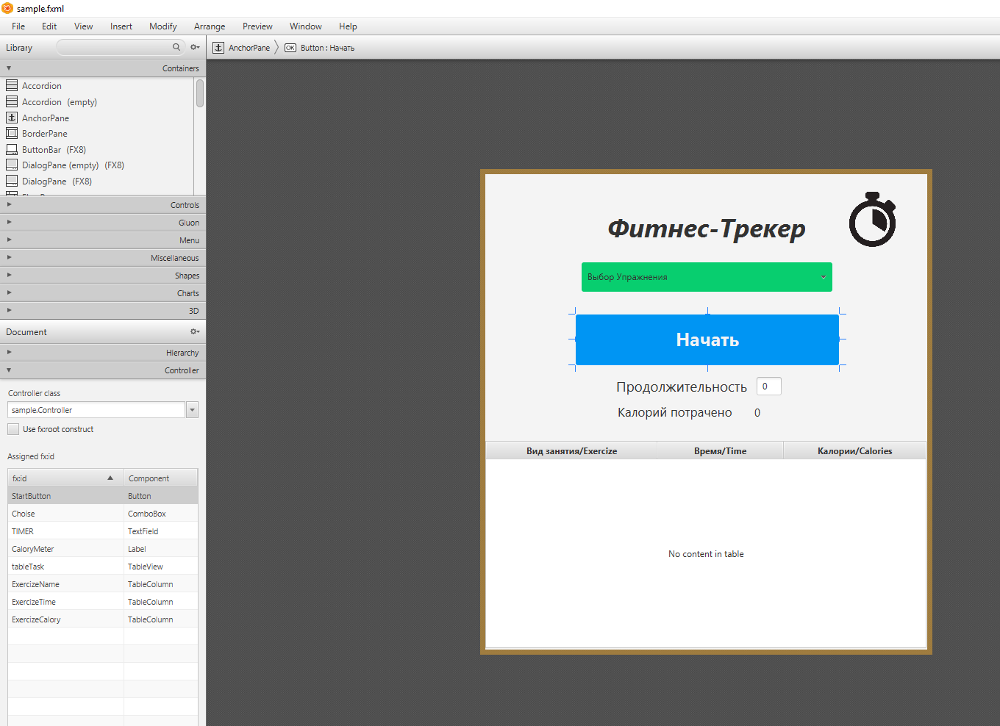 sample.fxml
File Edit View Insert Modify Arrange Preview Window Help
Library
AnchorPane Button : Начать
Containers
Accordion
Accordion (empty)
AnchorPane
BorderPane
ButtonBar (FX8)
DialogPane (empty) (FX8)
DialogPane (FX8)
Controls
Gluon
Menu
Miscellaneous
Shapes
Charts
3D
Document
Hierarchy
Controller
Controller class
sample.Controller
Use fx:root construct
Assigned fx:id
fx:id Component
StartButton Button
Choise ComboBox
TIMER TextField
CaloryMeter Label
tableTask TableView
ExercizeName TableColumn
ExercizeTime TableColumn
ExercizeCalory TableColumn
Фитнес-Трекер
Выбор Упражнения
OK
Начать
Продолжительность 0
Калорий потрачено 0
Вид занятия/Exercize Время/Time Калории/Calories
No content in table